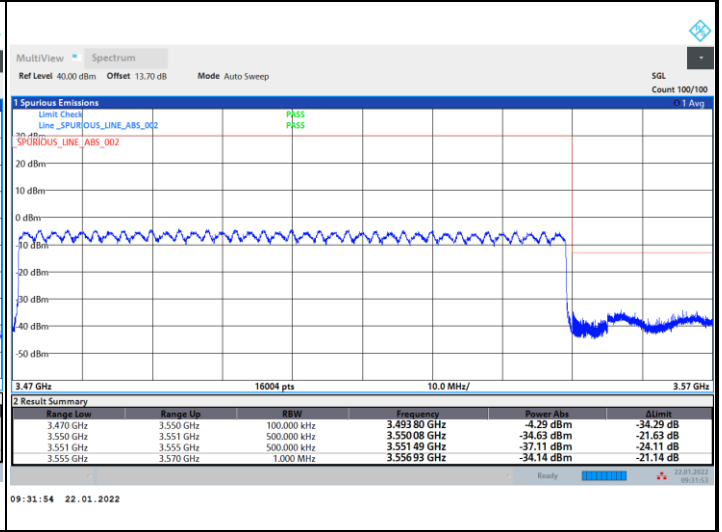 MultiView Spectrum
Ref Level 40.00 dBm Offset 13.70 dB Mode Auto Sweep SGL
Count 100/100
1 Spurious Emissions 1 Avg
Limit Check PASS
Line _SPURIOUS_LINE_ABS_002 PASS
30 dBm
_SPURIOUS_LINE_ABS_002
20 dBm
10 dBm
0 dBm
-10 dBm
-20 dBm
-30 dBm
-40 dBm
-50 dBm
3.47 GHz 16004 pts 10.0 MHz/ 3.57 GHz
2 Result Summary
Range Low Range Up RBW Frequency Power Abs ΔLimit
3.470 GHz 3.550 GHz 100.000 kHz 3.493 80 GHz -4.29 dBm -34.29 dB
3.550 GHz 3.551 GHz 500.000 kHz 3.550 08 GHz -34.63 dBm -21.63 dB
3.551 GHz 3.555 GHz 500.000 kHz 3.551 49 GHz -37.11 dBm -24.11 dB
3.555 GHz 3.570 GHz 1.000 MHz 3.556 93 GHz -34.14 dBm -21.14 dB
Ready 22.01.2022
09:31:53
09:31:54 22.01.2022